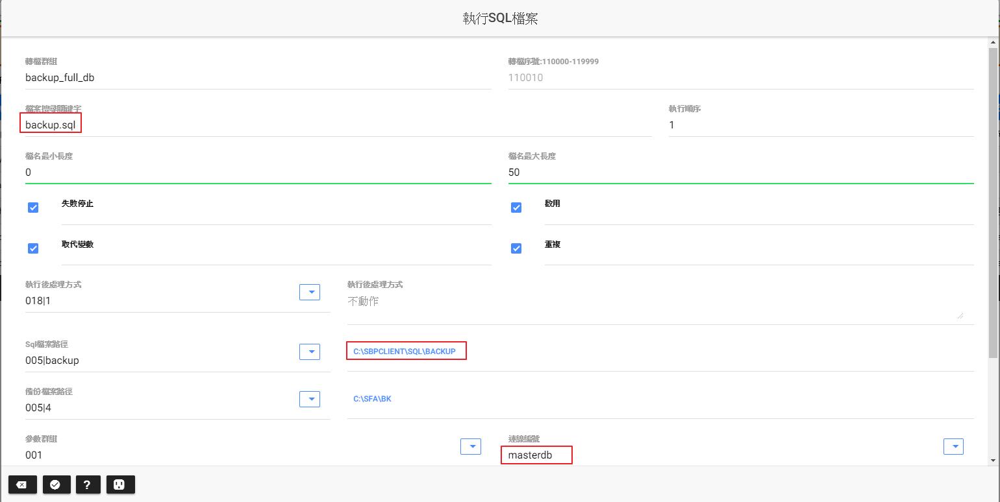 執行SQL檔案
轉檔群組
backup_full_db
轉檔序號:110000-119999
110010
檔案搜尋關鍵字
backup.sql
執行順序
1
檔名最小長度
0
檔名最大長度
50
失敗停止
啟用
取代變數
重複
執行後處理方式
018|1
執行後處理方式
不動作
Sql檔案路徑
005|backup
C:\SBPCLIENT\SQL\BACKUP
備份檔案路徑
005|4
C:\SFA\BK
參數群組
001
連線編號
masterdb